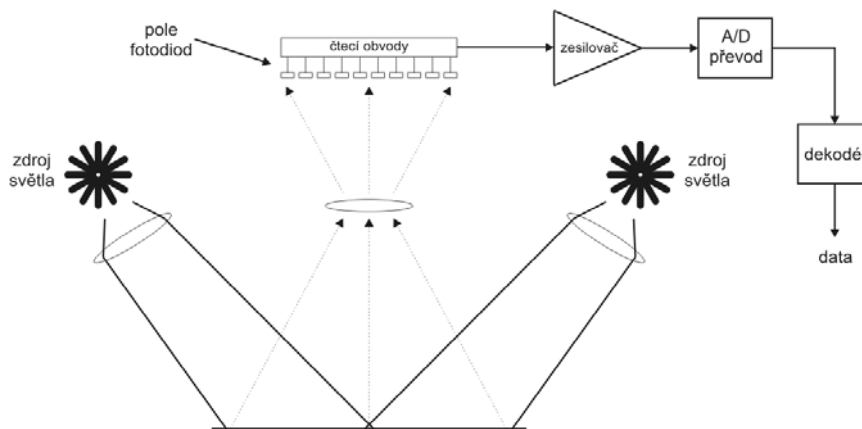 pole
fotodiod
čtecí obvody
zesilovač
A/D
převod
zdroj
světla
zdroj
světla
dekodé
data